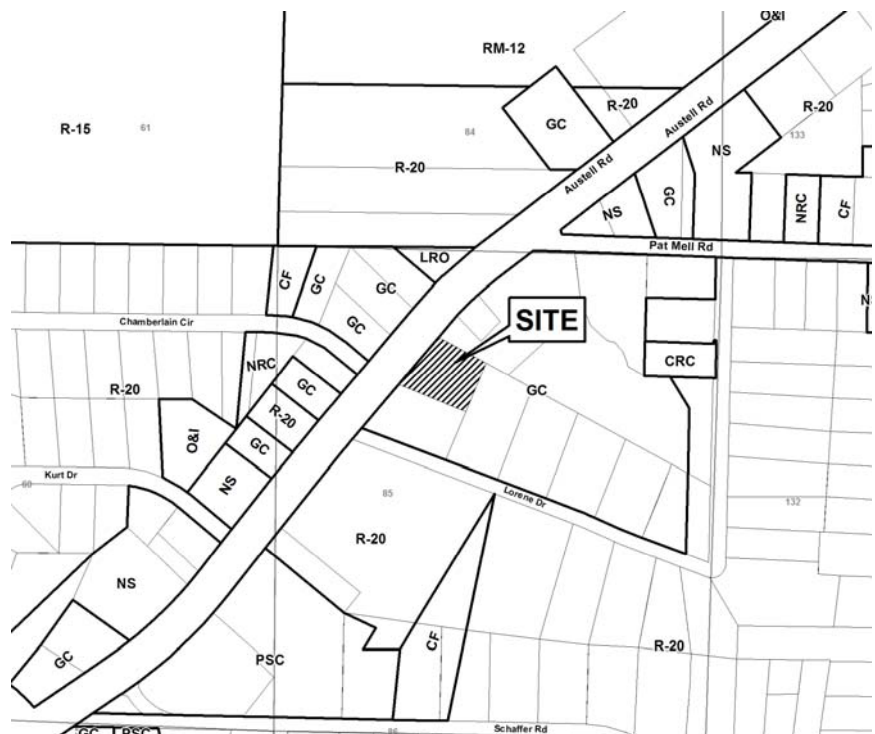 O&I
RM-12
R-20
R-20
R-15
61
84
GC
Austell Rd
133
NS
R-20
Austell Rd
GC
NRC
CF
NS
Pat Mell Rd
LRO
CF
GC
GC
SITE
Chamberlain Cir
GC
NRC
CRC
GC
GC
R-20
R-20
O&I
GC
NS
Kurt Dr
60
85
Lorene Dr
132
R-20
NS
GC
PSC
CF
R-20
Schaffer Rd
86
GC
PSC